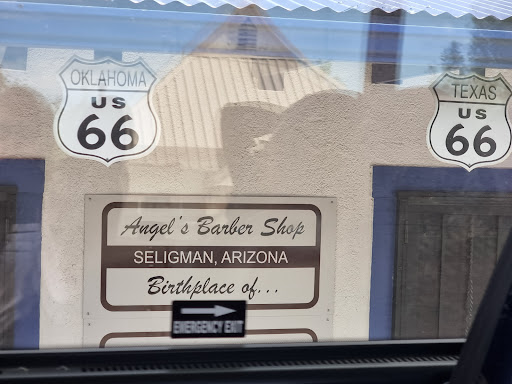 OKLAHOMA
US
66
TEXAS
US
66
Angel's Barber Shop
SELIGMAN, ARIZONA
Birthplace of...
EMERGENCY EXIT